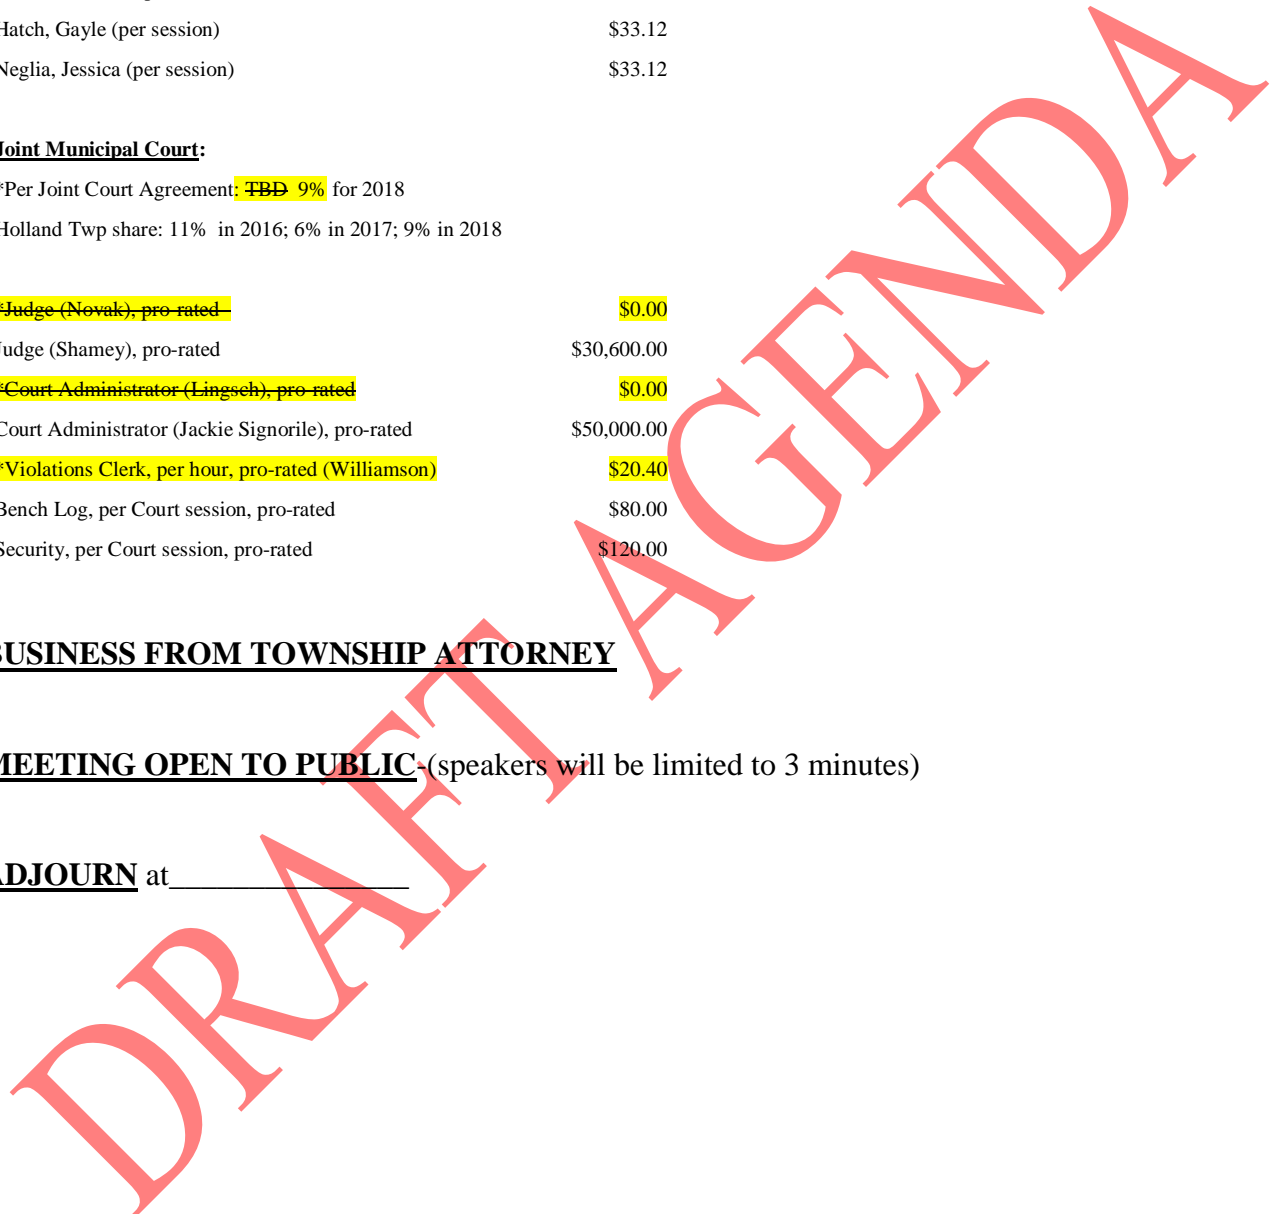 Hatch, Gayle (per session) $33.12
Neglia, Jessica (per session) $33.12
Joint Municipal Court:
*Per Joint Court Agreement: TBD 9% for 2018
Holland Twp share: 11% in 2016; 6% in 2017; 9% in 2018
*Judge (Novak), pro-rated $0.00
Judge (Shamey), pro-rated $30,600.00
*Court Administrator (Lingsch), pro-rated $0.00
Court Administrator (Jackie Signorile), pro-rated $50,000.00
*Violations Clerk, per hour, pro-rated (Williamson) $20.40
Bench Log, per Court session, pro-rated $80.00
Security, per Court session, pro-rated $120.00
BUSINESS FROM TOWNSHIP ATTORNEY
MEETING OPEN TO PUBLIC-(speakers will be limited to 3 minutes)
ADJOURN at_______________
DRAFT AGENDA